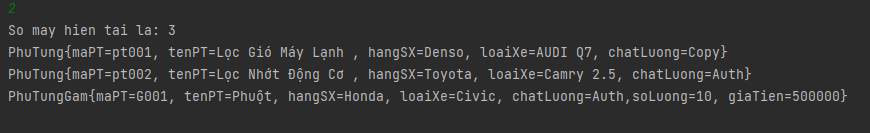 2
So may hien tai la: 3
PhuTung{maPT=pt001, tenPT=Lọc Gió Máy Lạnh , hangSX=Denso, loaiXe=AUDI Q7, chatLuong=Copy}
PhuTung{maPT=pt002, tenPT=Lọc Nhớt Động Cơ , hangSX=Toyota, loaiXe=Camry 2.5, chatLuong=Auth}
PhuTungGam{maPT=G001, tenPT=Phuột, hangSX=Honda, loaiXe=Civic, chatLuong=Auth,soLuong=10, giaTien=500000}